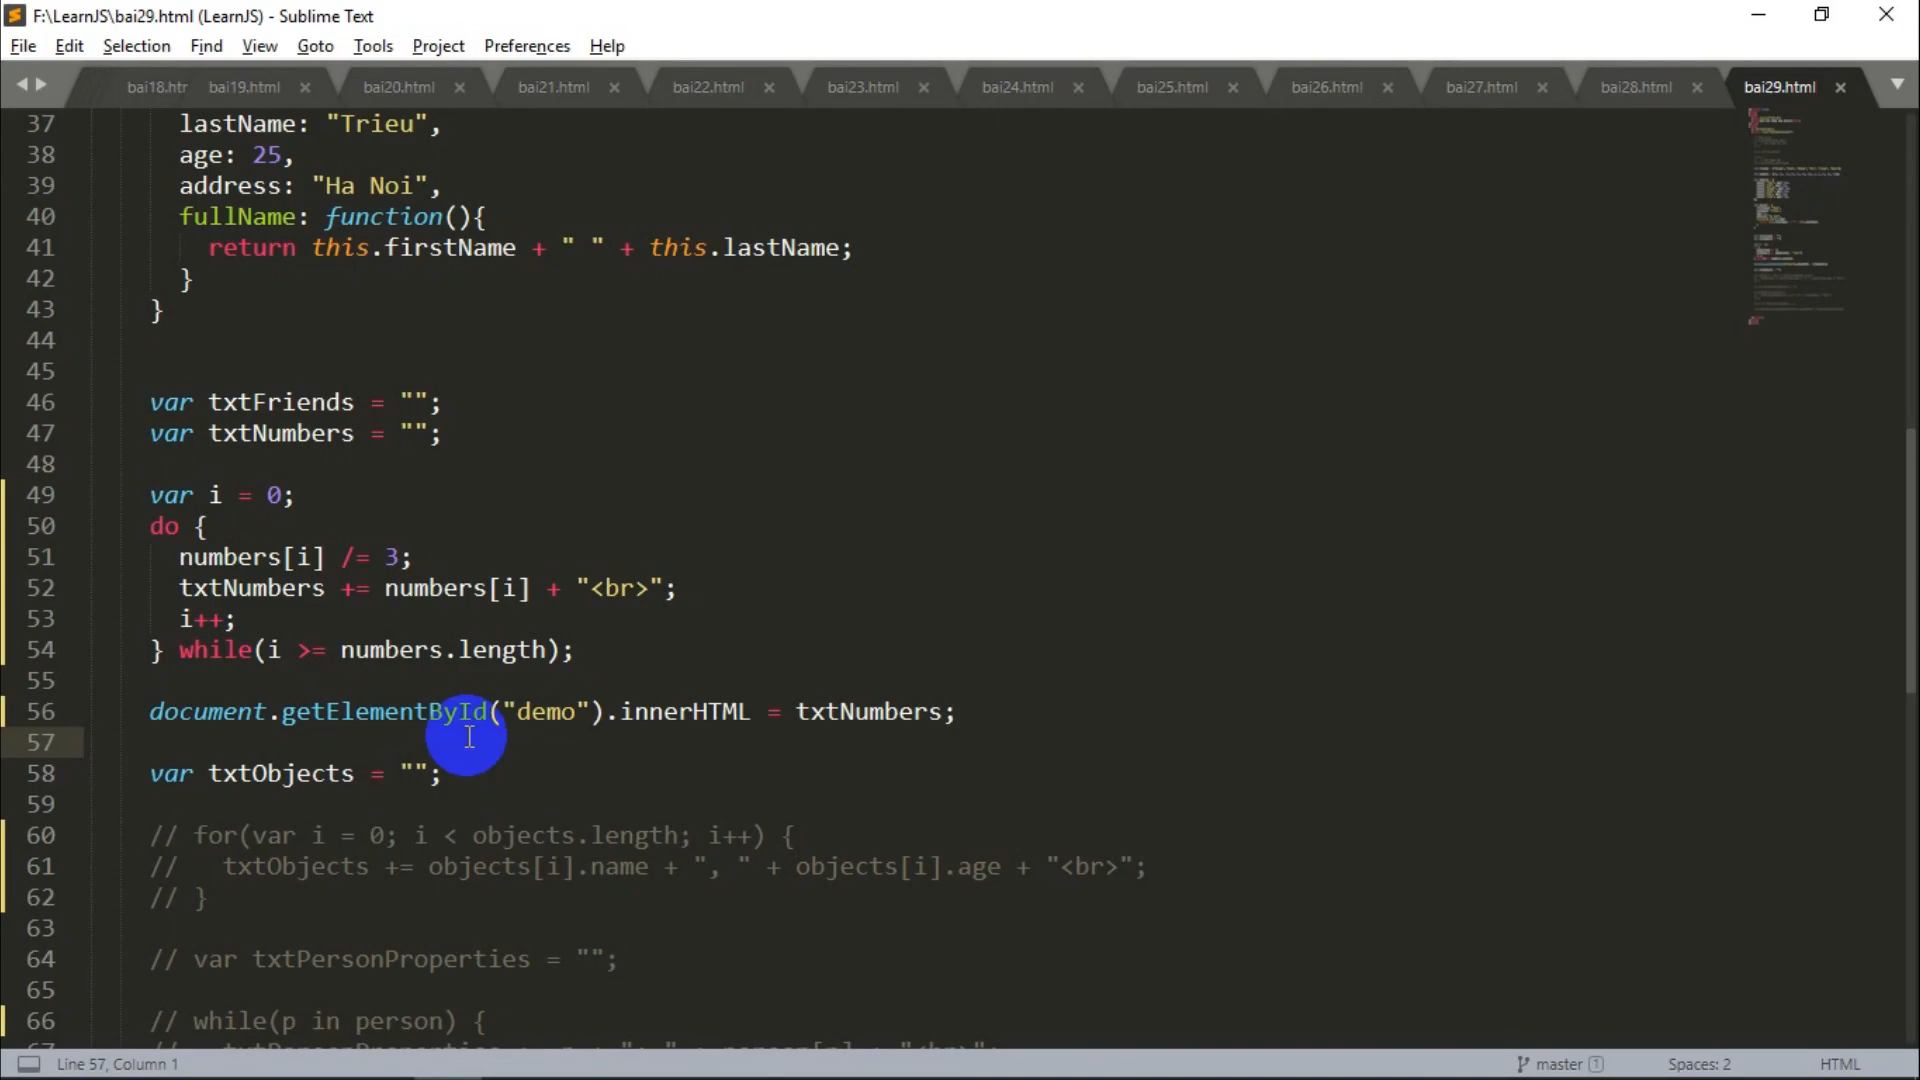 F:\LearnJS\bai29.html (LearnJS) - Sublime Text
File Edit Selection Find View Goto Tools Project Preferences Help
bai18.htr bai19.html bai20.html bai21.html bai22.html bai23.html bai24.html bai25.html bai26.html bai27.html bai28.html bai29.html
37 lastName: "Trieu",
38 age: 25,
39 address: "Ha Noi",
40 fullName: function(){
41 return this.firstName + " " + this.lastName;
42 }
43 }
44
45
46 var txtFriends = "";
47 var txtNumbers = "";
48
49 var i = 0;
50 do {
51 numbers[i] /= 3;
52 txtNumbers += numbers[i] + "<br>";
53 i++;
54 } while(i >= numbers.length);
55
56 document.getElementById("demo").innerHTML = txtNumbers;
57
58 var txtObjects = "";
59
60 // for(var i = 0; i < objects.length; i++) {
61 // txtObjects += objects[i].name + ", " + objects[i].age + "<br>";
62 // }
63
64 // var txtPersonProperties = "";
65
66 // while(p in person) {
Line 57, Column 1 master 1 Spaces: 2 HTML